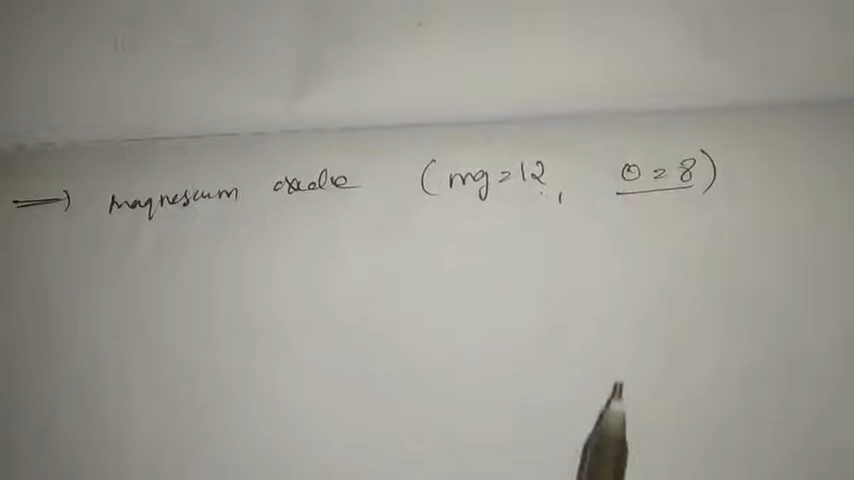 ⇒ magnesium oxide (mg=12, O=8)